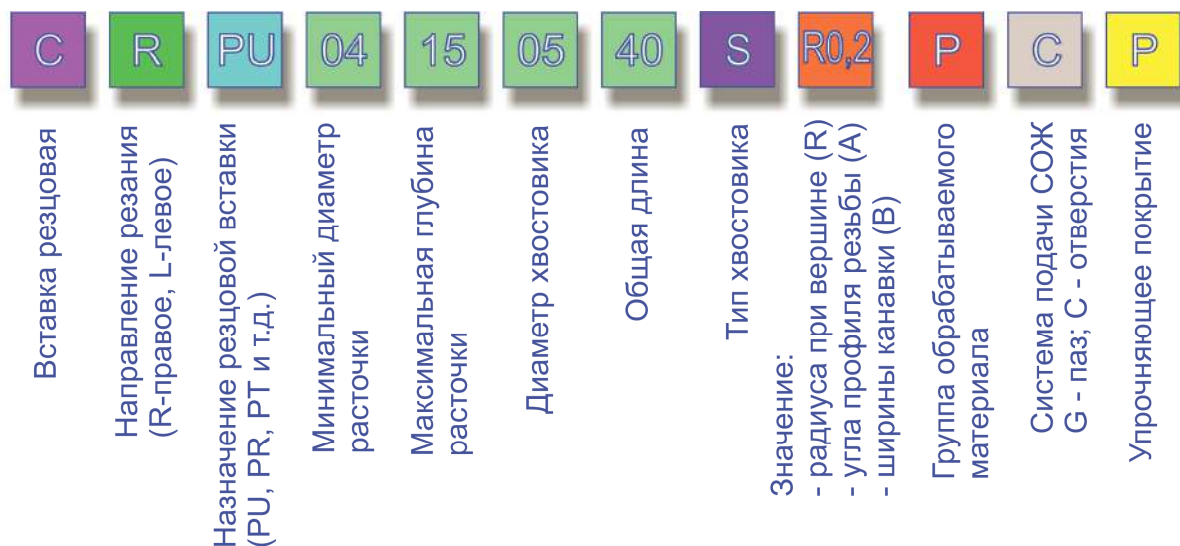 C R PU 04 15 05 40 S R0,2 P C P
Вставка резцовая
Направление резания
(R-правое, L-левое)
Назначение резцовой вставки
(PU, PR, PT и т.д.)
Минимальный диаметр
расточки
Максимальная глубина
расточки
Диаметр хвостовика
Общая длина
Тип хвостовика
Значение:
- радиуса при вершине (R)
- угла профиля резьбы (A)
- ширины канавки (B)
Группа обрабатываемого
материала
Система подачи СОЖ
G - паз; C - отверстия
Упрочняющее покрытие